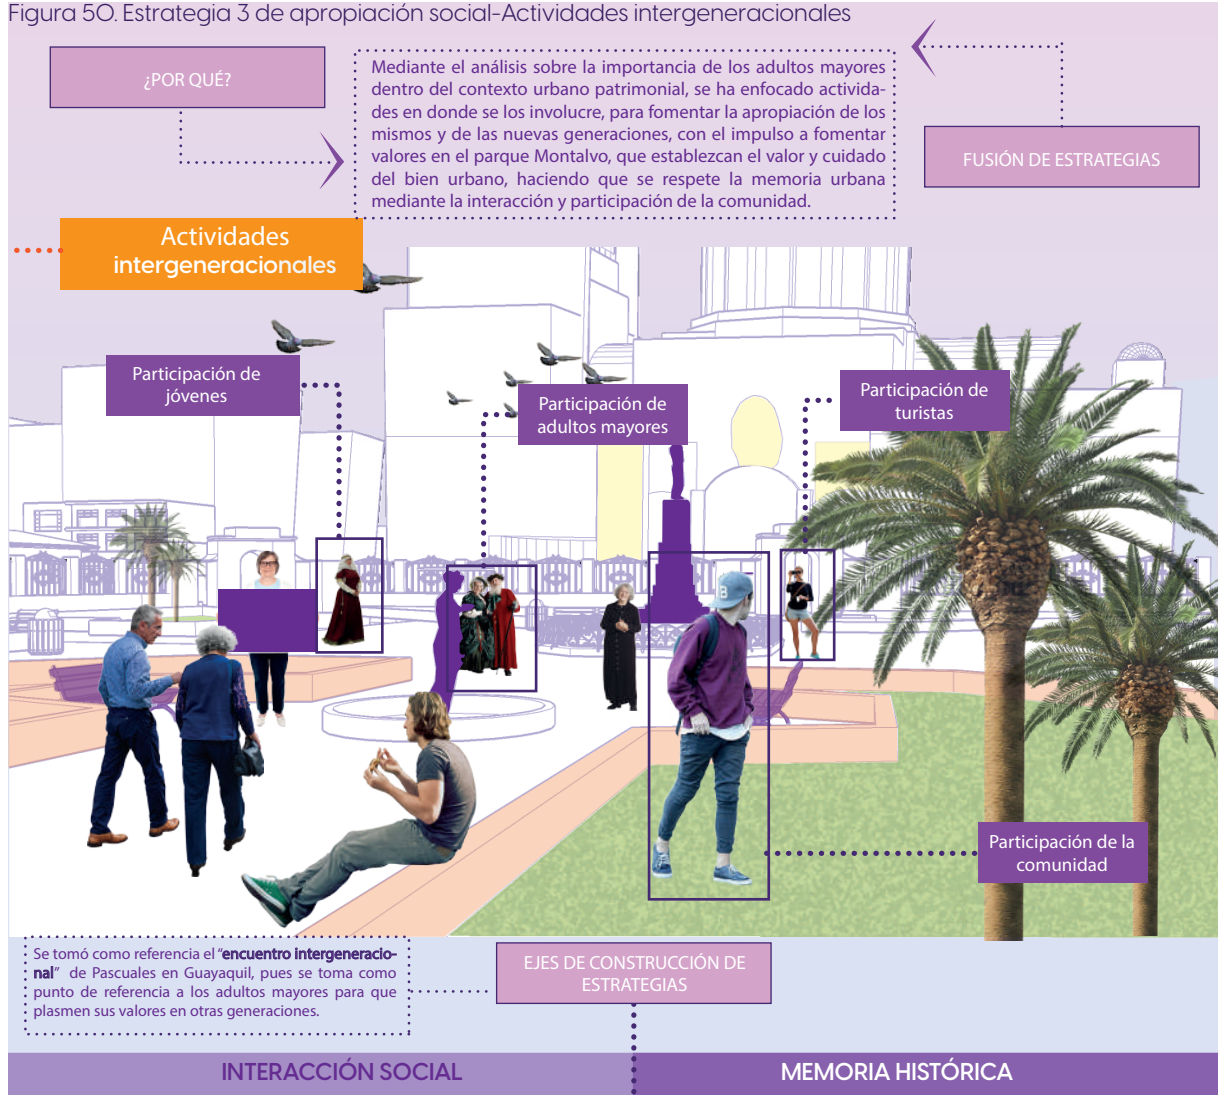 Figura 50. Estrategia 3 de apropiación social-Actividades intergeneracionales
¿POR QUÉ?
Mediante el análisis sobre la importancia de los adultos mayores
dentro del contexto urbano patrimonial, se ha enfocado activida-
des en donde se los involucre, para fomentar la apropiación de los
mismos y de las nuevas generaciones, con el impulso a fomentar
valores en el parque Montalvo, que establezcan el valor y cuidado
del bien urbano, haciendo que se respete la memoria urbana
mediante la interacción y participación de la comunidad.
FUSIÓN DE ESTRATEGIAS
Actividades
intergeneracionales
Participación de
jóvenes
Participación de
adultos mayores
Participación de
turistas
B
Participación de la
comunidad
Se tomó como referencia el "encuentro intergeneracio-
nal" de Pascuales en Guayaquil, pues se toma como
punto de referencia a los adultos mayores para que
plasmen sus valores en otras generaciones.
EJES DE CONSTRUCCIÓN DE
ESTRATEGIAS
INTERACCIÓN SOCIAL
MEMORIA HISTÓRICA